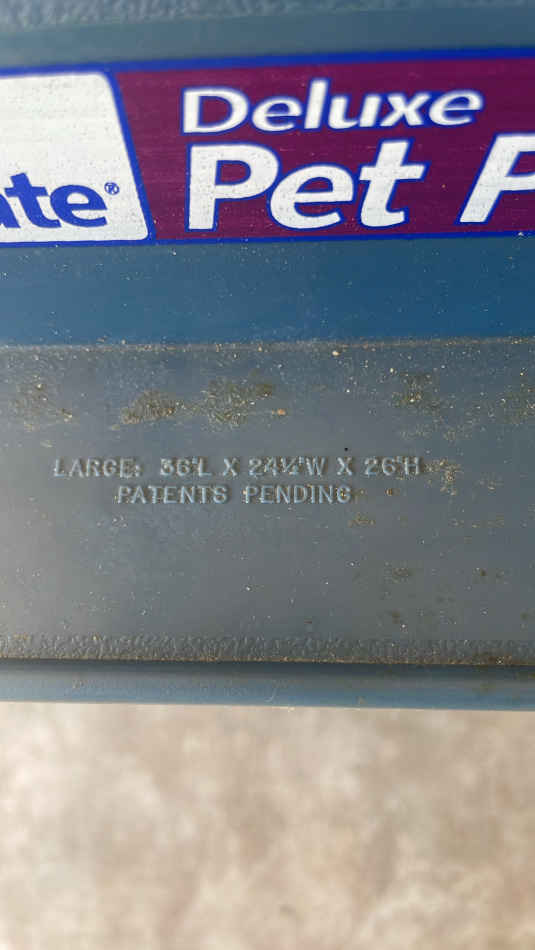 Deluxe
ate®
Pet P
LARGE: 36"L X 24½"W X 26"H
PATENTS PENDING